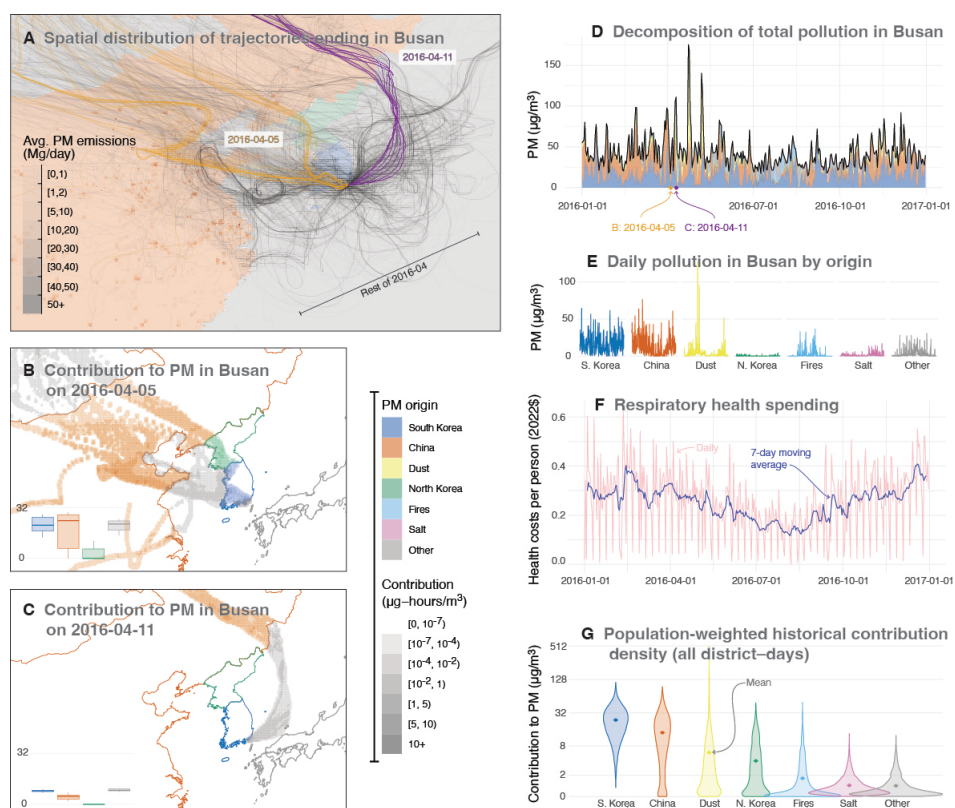 A Spatial distribution of trajectories ending in Busan
2016-04-11
2016-04-05
Avg. PM emissions
(Mg/day)
[0,1)
[1,2)
[5,10)
[10,20)
[20,30)
[30,40)
[40,50)
50+
Rest of 2016-04
B Contribution to PM in Busan
on 2016-04-05
32
0
C Contribution to PM in Busan
on 2016-04-11
32
0
PM origin
South Korea
China
Dust
North Korea
Fires
Salt
Other
Contribution
(μg–hours/m³)
[0, 10⁻⁷)
[10⁻⁷, 10⁻⁴)
[10⁻⁴, 10⁻²)
[10⁻², 1)
[1, 5)
[5, 10)
10+
D Decomposition of total pollution in Busan
PM (μg/m³)
150
100
50
0
2016-01-01 2016-07-01 2016-10-01 2017-01-01
B: 2016-04-05 C: 2016-04-11
E Daily pollution in Busan by origin
PM (μg/m³)
100
50
0
S. Korea China Dust N. Korea Fires Salt Other
F Respiratory health spending
Health costs per person (2022$)
0.6
0.4
0.2
0.0
Daily
7-day moving
average
2016-01-01 2016-04-01 2016-07-01 2016-10-01 2017-01-01
G Population-weighted historical contribution
density (all district–days)
Contribution to PM (μg/m³)
512
128
32
8
2
0
Mean
S. Korea China Dust N. Korea Fires Salt Other